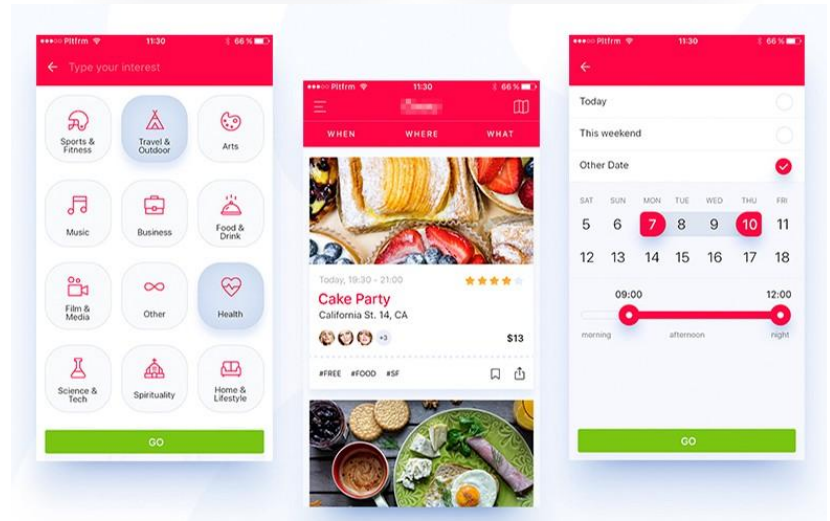 Pltfrm 11:30 66%
Type your interest
Sports &
Fitness
Travel &
Outdoor
Arts
Music
Business
Food &
Drink
Film &
Media
Other
Health
Science &
Tech
Spirituality
Home &
Lifestyle
GO
Pltfrm 11:30 66%
WHEN WHERE WHAT
Today, 19:30 - 21:00
Cake Party
California St. 14, CA
+3 $13
#FREE #FOOD #SF
Pltfrm 11:30 66%
Today
This weekend
Other Date
SAT SUN MON TUE WED THU FRI
5 6 7 8 9 10 11
12 13 14 15 16 17 18
09:00 12:00
morning afternoon night
GO